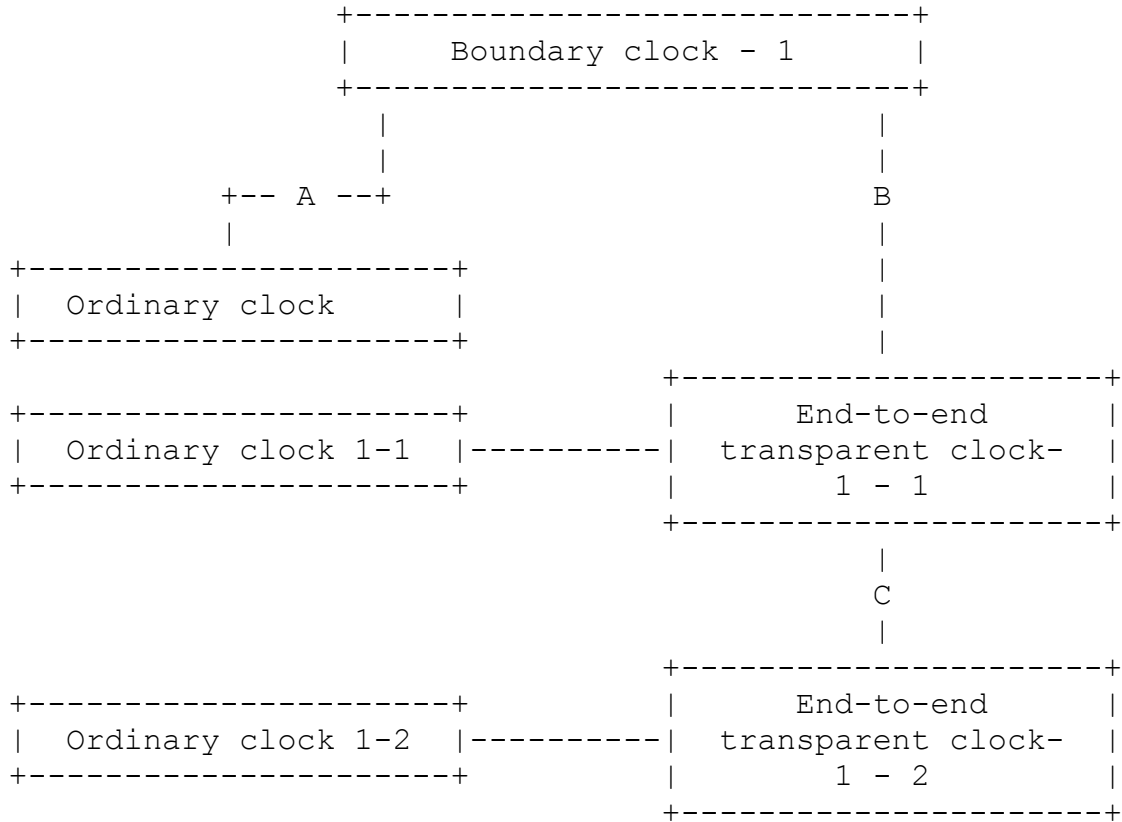 Boundary clock - 1
A
B
Ordinary clock
Ordinary clock 1-1
End-to-end
transparent clock-
1 - 1
C
Ordinary clock 1-2
End-to-end
transparent clock-
1 - 2